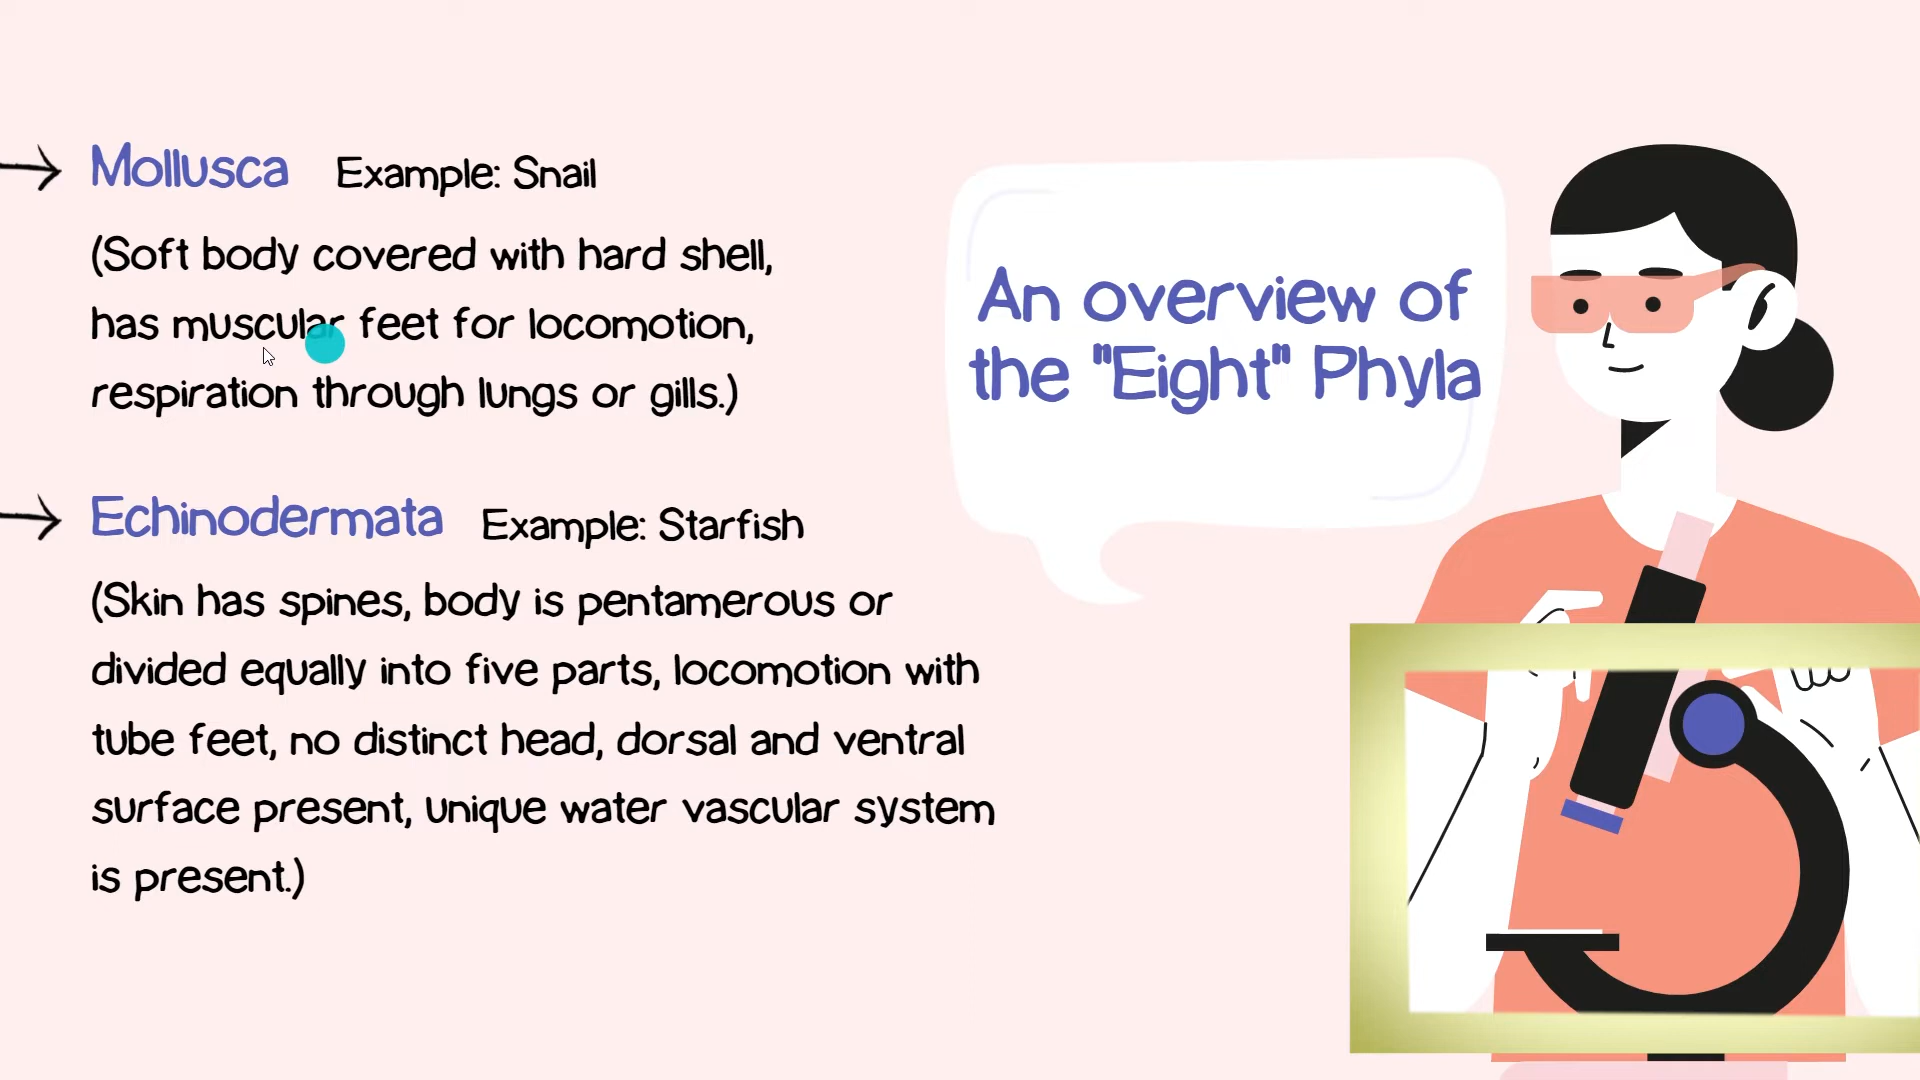 Mollusca Example: Snail
(Soft body covered with hard shell,
has muscular feet for locomotion,
respiration through lungs or gills.)
Echinodermata Example: Starfish
(Skin has spines, body is pentamerous or
divided equally into five parts, locomotion with
tube feet, no distinct head, dorsal and ventral
surface present, unique water vascular system
is present.)
An overview of
the "Eight" Phyla